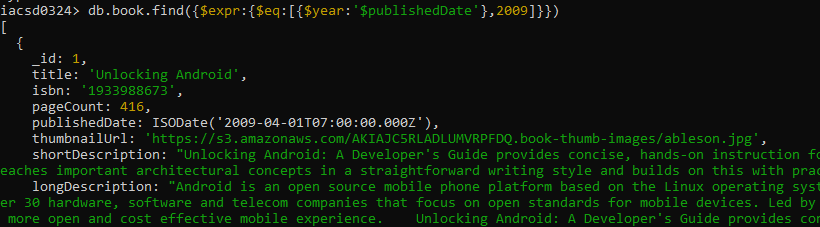 iacsd0324> db.book.find({$expr:{$eq:[{$year:'$publishedDate'},2009]}})
[
  {
    _id: 1,
    title: 'Unlocking Android',
    isbn: '1933988673',
    pageCount: 416,
    publishedDate: ISODate('2009-04-01T07:00:00.000Z'),
    thumbnailUrl: 'https://s3.amazonaws.com/AKIAJC5RLADLUMVRPFDQ.book-thumb-images/ableson.jpg',
    shortDescription: "Unlocking Android: A Developer's Guide provides concise, hands-on instruction fo
eaches important architectural concepts in a straightforward writing style and builds on this with prac
    longDescription: "Android is an open source mobile phone platform based on the Linux operating syst
er 30 hardware, software and telecom companies that focus on open standards for mobile devices. Led by
 more open and cost effective mobile experience.    Unlocking Android: A Developer's Guide provides con